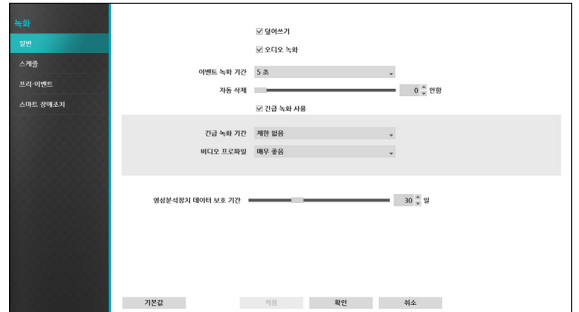 녹화
일반
스케줄
프리-이벤트
스마트 장애조치
덮어쓰기
오디오 녹화
이벤트 녹화 기간 5 초
자동 삭제 0 안함
긴급 녹화 사용
긴급 녹화 기간 제한 없음
비디오 프로파일 매우 좋음
영상분석장치 데이터 보호 기간 30 일
기본값 적용 확인 취소